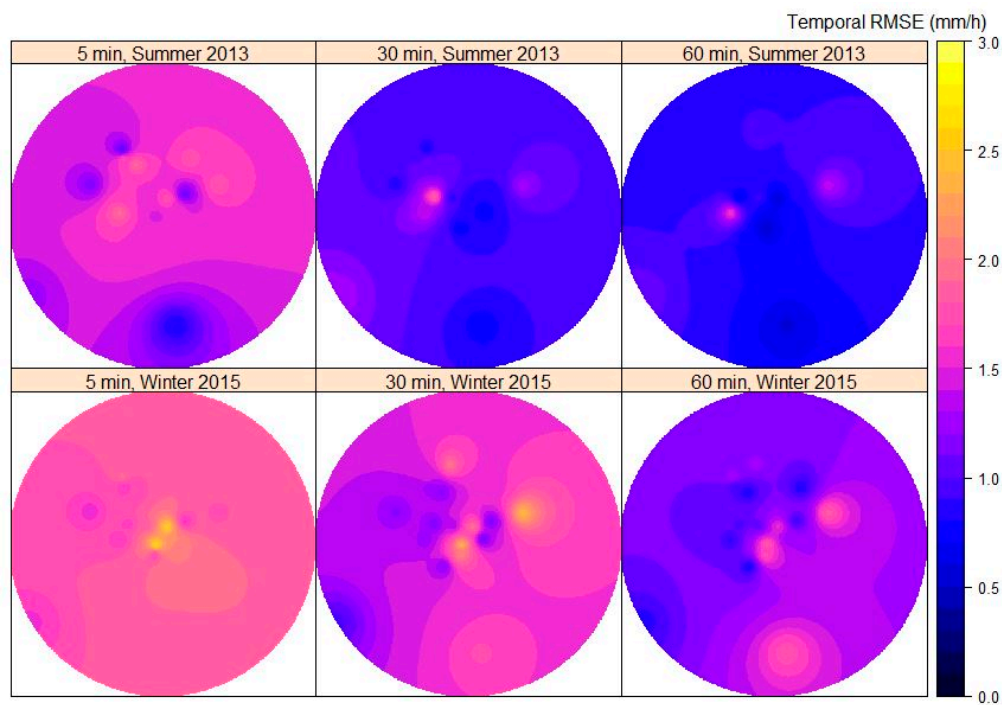 Temporal RMSE (mm/h)
5 min, Summer 2013
30 min, Summer 2013
60 min, Summer 2013
5 min, Winter 2015
30 min, Winter 2015
60 min, Winter 2015
3.0
2.5
2.0
1.5
1.0
0.5
0.0